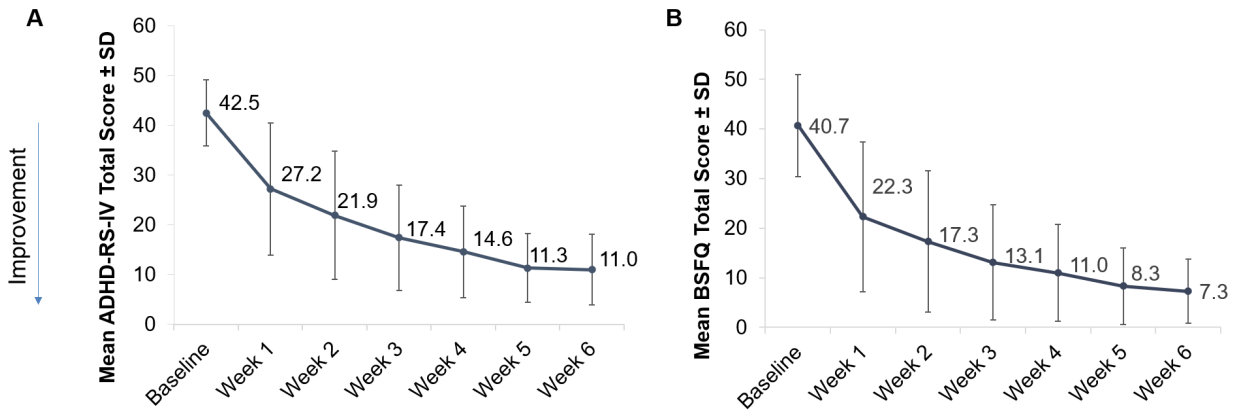 A
Improvement
Mean ADHD-RS-IV Total Score ± SD
60
50
40
30
20
10
0
42.5
27.2
21.9
17.4
14.6
11.3
11.0
Baseline
Week 1
Week 2
Week 3
Week 4
Week 5
Week 6
B
Mean BSFQ Total Score ± SD
60
50
40
30
20
10
0
40.7
22.3
17.3
13.1
11.0
8.3
7.3
Baseline
Week 1
Week 2
Week 3
Week 4
Week 5
Week 6